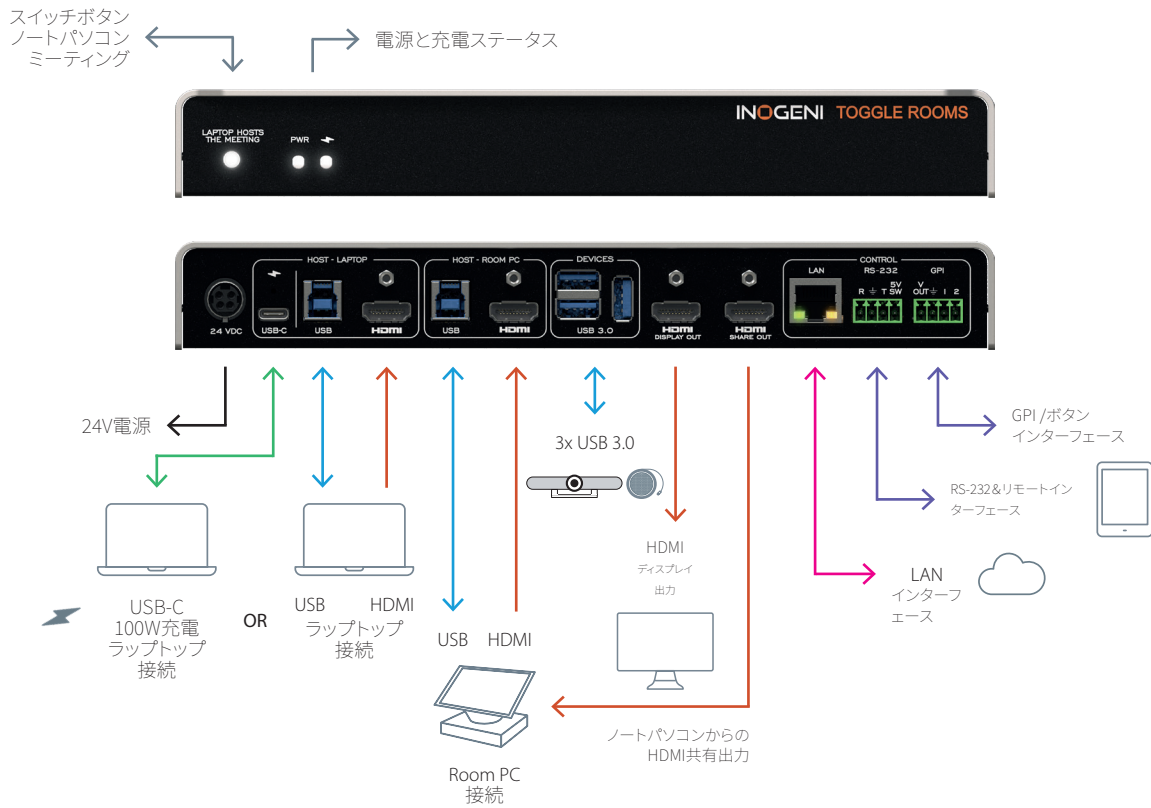 スイッチボタン
ノートパソコン
ミーティング
電源と充電ステータス
INOGENI TOGGLE ROOMS
LAPTOP HOSTS
THE MEETING
PWR
HOST - LAPTOP
HOST - ROOM PC
DEVICES
CONTROL
LAN
RS-232
GPI
R T 5V SW
V OUT 1 2
24 VDC
USB-C
USB
HDMI
USB
HDMI
USB 3.0
HDMI
DISPLAY OUT
HDMI
SHARE OUT
24V電源
3x USB 3.0
GPI /ボタン
インターフェース
RS-232&リモートイン
ターフェース
LAN
インターフ
ェース
HDMI
ディスプレイ
出力
USB-C
100W充電
ラップトップ
接続
OR
USB HDMI
ラップトップ
接続
USB HDMI
Room PC
接続
ノートパソコンからの
HDMI共有出力